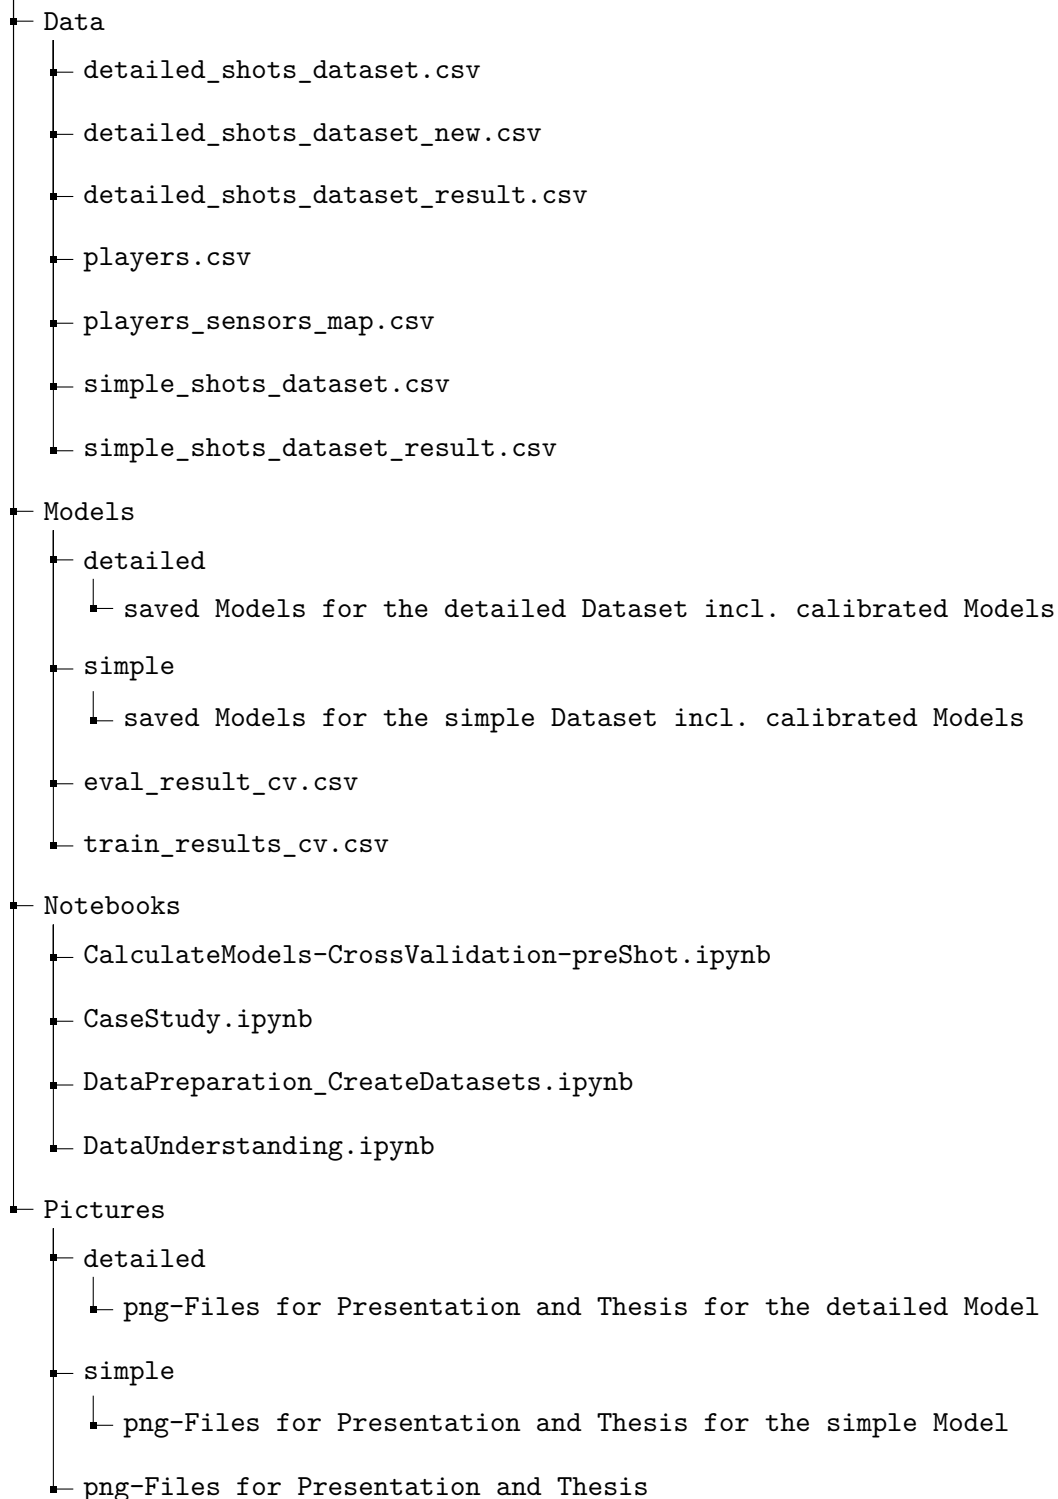 Data
detailed_shots_dataset.csv
detailed_shots_dataset_new.csv
detailed_shots_dataset_result.csv
players.csv
players_sensors_map.csv
simple_shots_dataset.csv
simple_shots_dataset_result.csv
Models
detailed
saved Models for the detailed Dataset incl. calibrated Models
simple
saved Models for the simple Dataset incl. calibrated Models
eval_result_cv.csv
train_results_cv.csv
Notebooks
CalculateModels-CrossValidation-preShot.ipynb
CaseStudy.ipynb
DataPreparation_CreateDatasets.ipynb
DataUnderstanding.ipynb
Pictures
detailed
png-Files for Presentation and Thesis for the detailed Model
simple
png-Files for Presentation and Thesis for the simple Model
png-Files for Presentation and Thesis